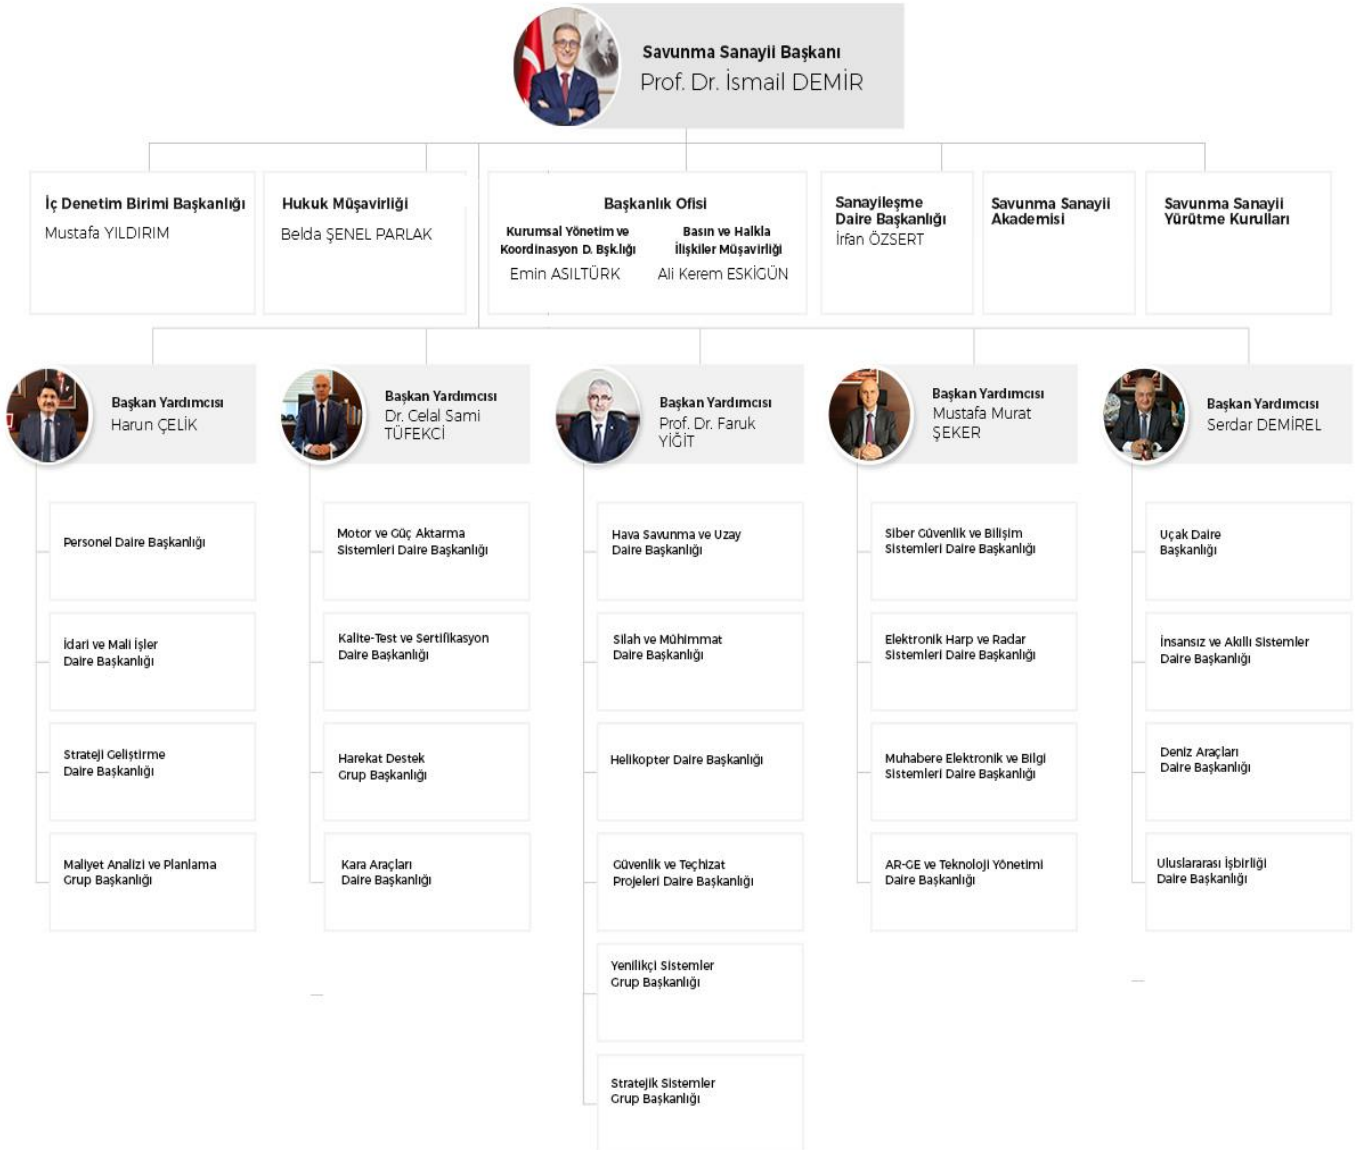 Savunma Sanayii Başkanı
Prof. Dr. İsmail DEMİR
İç Denetim Birimi Başkanlığı
Mustafa YILDIRIM
Hukuk Müşavirliği
Belda ŞENEL PARLAK
Başkanlık Ofisi
Kurumsal Yönetim ve
Koordinasyon D. Bşk.lığı
Emin ASILTÜRK
Basın ve Halkla
İlişkiler Müşavirliği
Ali Kerem ESKİGÜN
Sanayileşme
Daire Başkanlığı
İrfan ÖZSERT
Savunma Sanayii
Akademisi
Savunma Sanayii
Yürütme Kurulları
Başkan Yardımcısı
Harun ÇELİK
Personel Daire Başkanlığı
İdari ve Mali İşler
Daire Başkanlığı
Strateji Geliştirme
Daire Başkanlığı
Maliyet Analizi ve Planlama
Grup Başkanlığı
Başkan Yardımcısı
Dr. Celal Sami
TÜFEKCİ
Motor ve Güç Aktarma
Sistemleri Daire Başkanlığı
Kalite-Test ve Sertifikasyon
Daire Başkanlığı
Harekat Destek
Grup Başkanlığı
Kara Araçları
Daire Başkanlığı
Başkan Yardımcısı
Prof. Dr. Faruk
YİĞİT
Hava Savunma ve Uzay
Daire Başkanlığı
Silah ve Mühimmat
Daire Başkanlığı
Helikopter Daire Başkanlığı
Güvenlik ve Teçhizat
Projeleri Daire Başkanlığı
Yenilikçi Sistemler
Grup Başkanlığı
Stratejik Sistemler
Grup Başkanlığı
Başkan Yardımcısı
Mustafa Murat
ŞEKER
Siber Güvenlik ve Bilişim
Sistemleri Daire Başkanlığı
Elektronik Harp ve Radar
Sistemleri Daire Başkanlığı
Muhabere Elektronik ve Bilgi
Sistemleri Daire Başkanlığı
AR-GE ve Teknoloji Yönetimi
Daire Başkanlığı
Başkan Yardımcısı
Serdar DEMİREL
Uçak Daire
Başkanlığı
İnsansız ve Akıllı Sistemler
Daire Başkanlığı
Deniz Araçları
Daire Başkanlığı
Uluslararası İşbirliği
Daire Başkanlığı